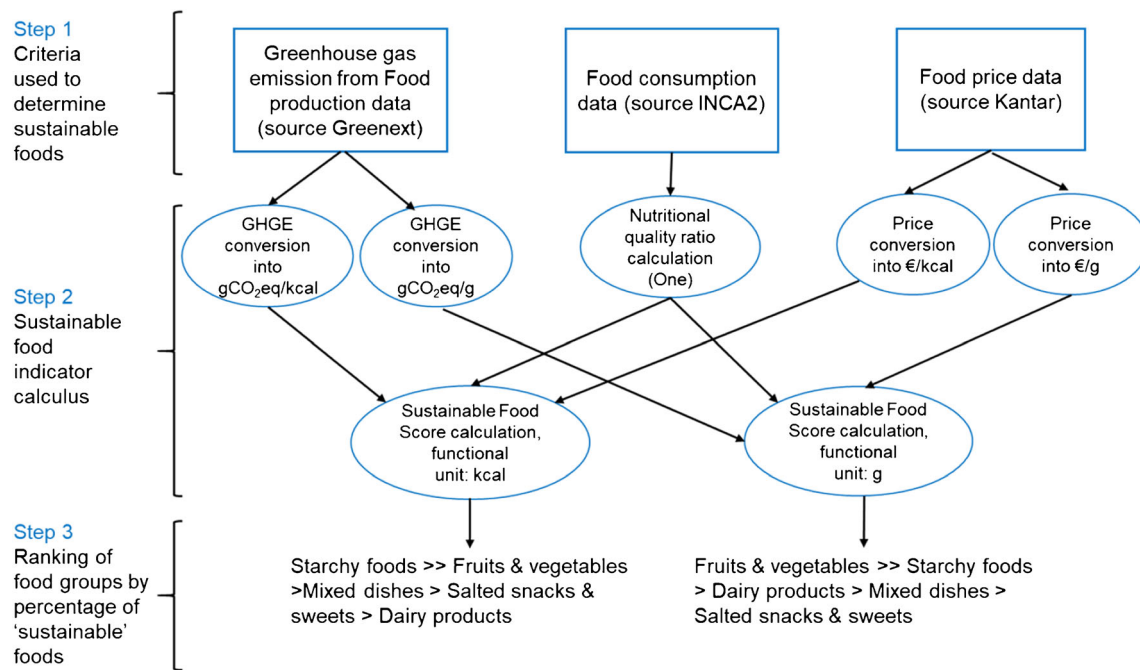 Step 1
Criteria
used to
determine
sustainable
foods
Greenhouse gas
emission from Food
production data
(source Greenext)
Food consumption
data (source INCA2)
Food price data
(source Kantar)
Step 2
Sustainable
food
indicator
calculus
GHGE
conversion
into
gCO₂eq/kcal
GHGE
conversion
into
gCO₂eq/g
Nutritional
quality ratio
calculation
(One)
Price
conversion
into €/kcal
Price
conversion
into €/g
Sustainable Food
Score calculation,
functional
unit: kcal
Sustainable Food
Score calculation,
functional
unit: g
Step 3
Ranking of
food groups by
percentage of
‘sustainable’
foods
Starchy foods >> Fruits & vegetables
>Mixed dishes > Salted snacks &
sweets > Dairy products
Fruits & vegetables >> Starchy foods
> Dairy products > Mixed dishes >
Salted snacks & sweets